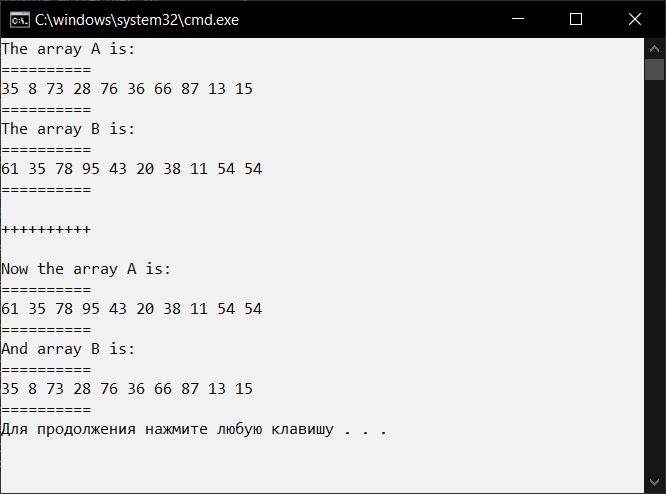 C:\windows\system32\cmd.exe
The array A is:
==========
35 8 73 28 76 36 66 87 13 15
==========
The array B is:
==========
61 35 78 95 43 20 38 11 54 54
==========
++++++++++
Now the array A is:
==========
61 35 78 95 43 20 38 11 54 54
==========
And array B is:
==========
35 8 73 28 76 36 66 87 13 15
==========
Для продолжения нажмите любую клавишу . . .